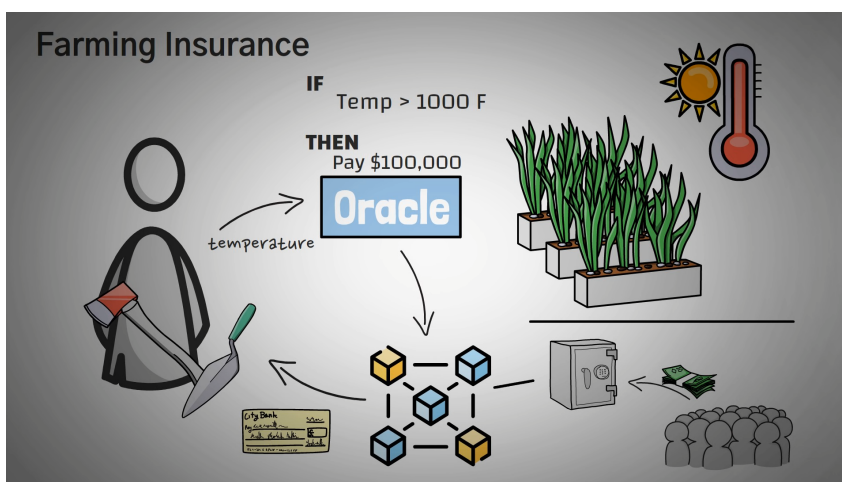 Farming Insurance
IF
Temp > 1000 F
THEN
Pay $100,000
Oracle
temperature
City Bank